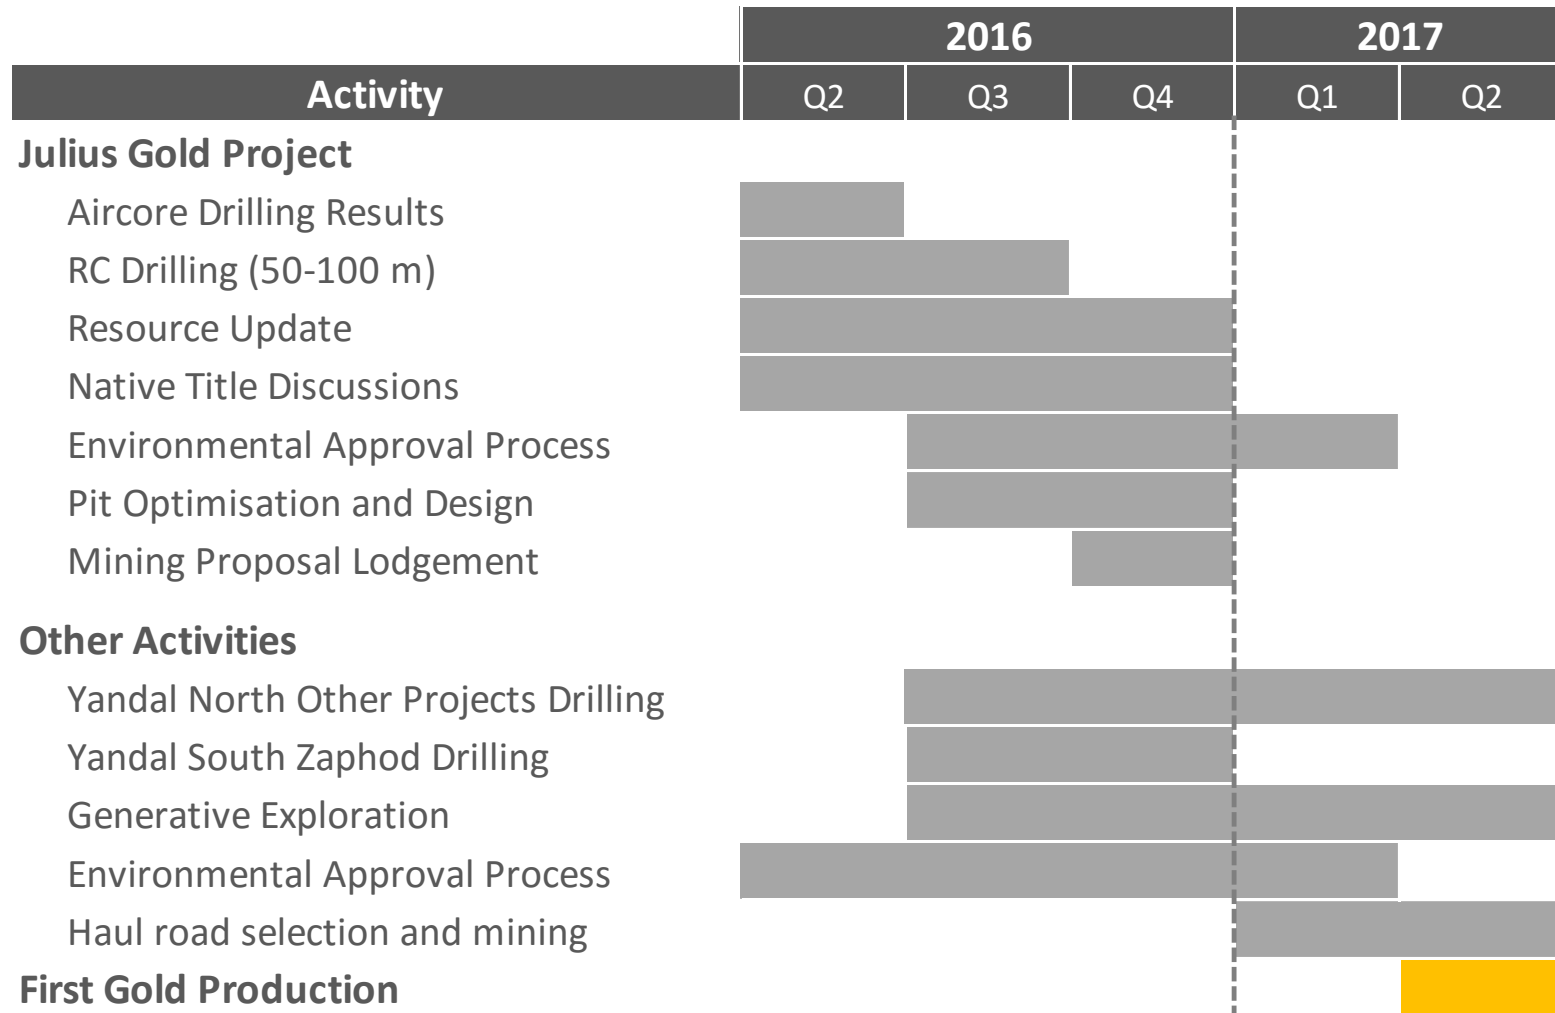 2016 2017
Activity Q2 Q3 Q4 Q1 Q2
Julius Gold Project
Aircore Drilling Results
RC Drilling (50-100 m)
Resource Update
Native Title Discussions
Environmental Approval Process
Pit Optimisation and Design
Mining Proposal Lodgement
Other Activities
Yandal North Other Projects Drilling
Yandal South Zaphod Drilling
Generative Exploration
Environmental Approval Process
Haul road selection and mining
First Gold Production